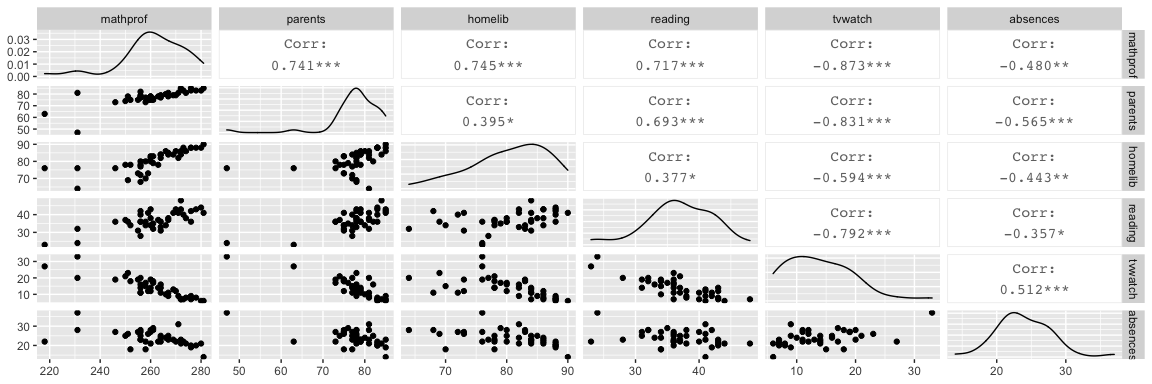 mathprof parents homelib reading tvwatch absences
0.03
0.02
0.01
0.00
Corr:
0.741***
Corr:
0.745***
Corr:
0.717***
Corr:
-0.873***
Corr:
-0.480**
mathprof
80
70
60
50
Corr:
0.395*
Corr:
0.693***
Corr:
-0.831***
Corr:
-0.565***
parents
90
80
70
Corr:
0.377*
Corr:
-0.594***
Corr:
-0.443**
homelib
40
30
Corr:
-0.792***
Corr:
-0.357*
reading
30
20
10
Corr:
0.512***
tvwatch
30
20
absences
220 240 260 280 50 60 70 80 70 80 90 30 40 10 20 30 20 30